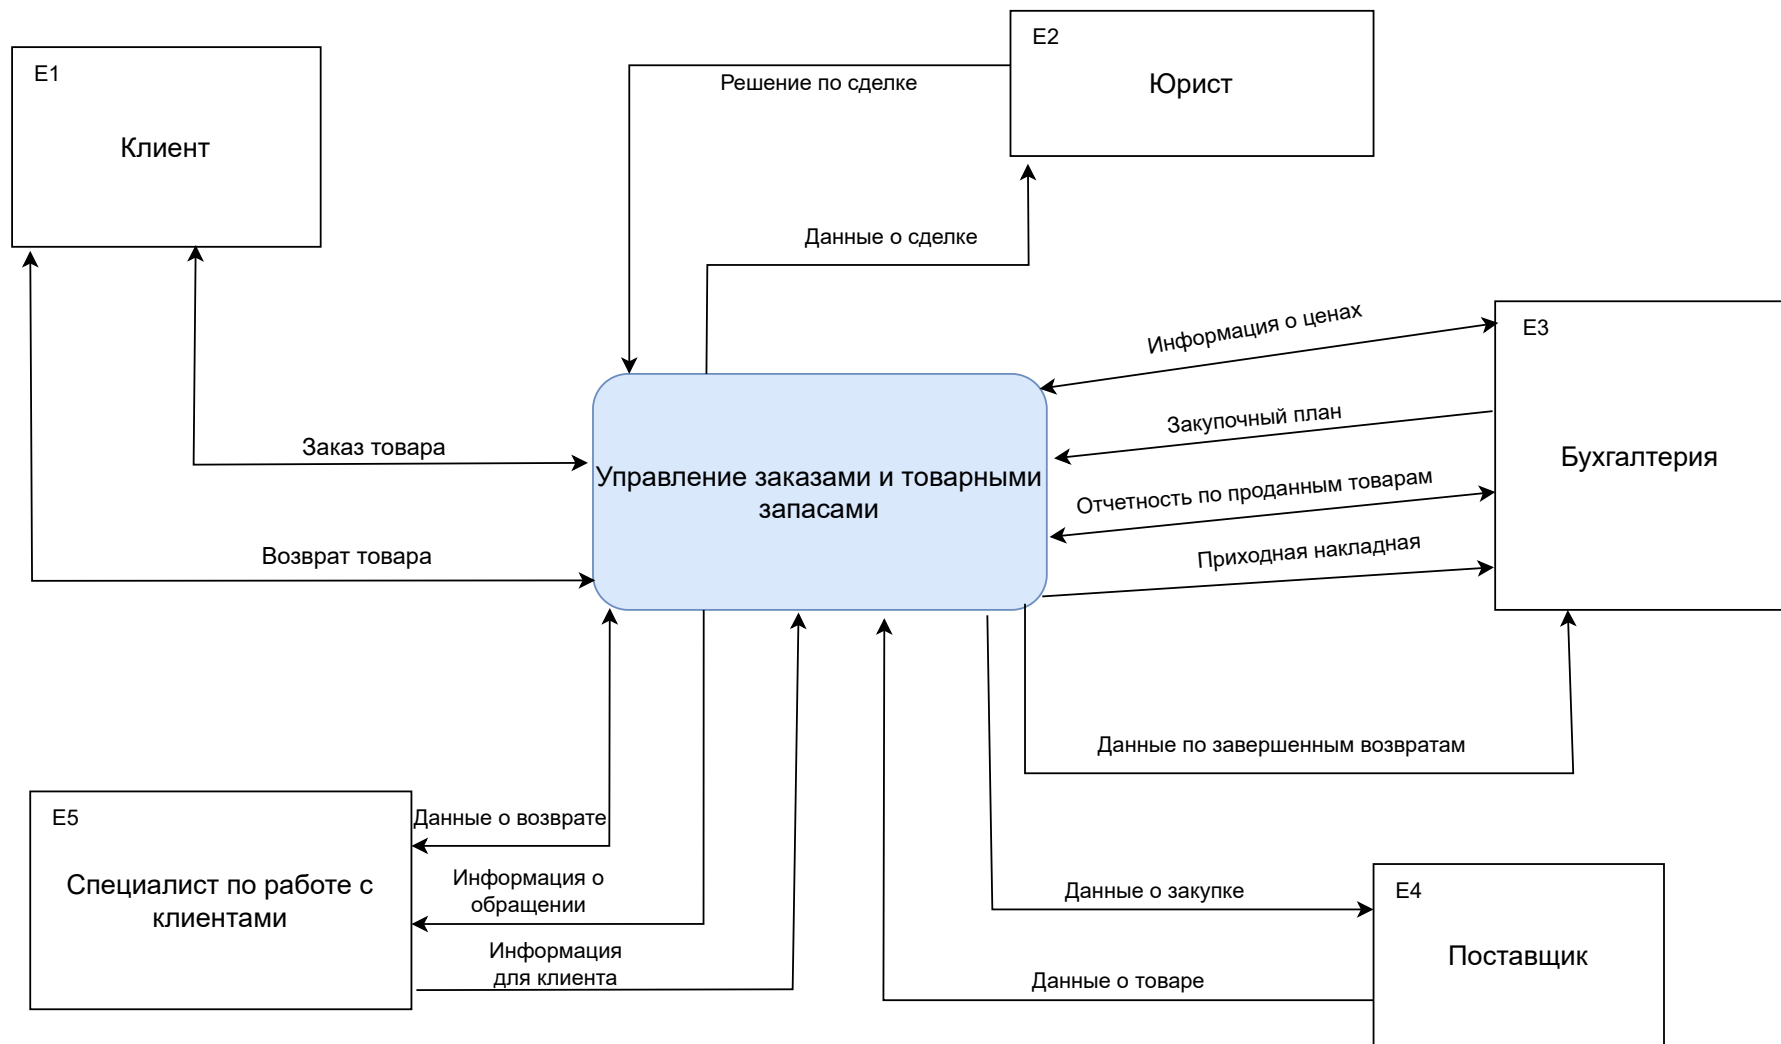 E1
Клиент
E2
Юрист
Решение по сделке
Данные о сделке
Информация о ценах
E3
Закупочный план
Бухгалтерия
Заказ товара
Управление заказами и товарными
запасами
Отчетность по проданным товарам
Приходная накладная
Возврат товара
Данные по завершенным возвратам
E5
Специалист по работе с
клиентами
Данные о возврате
Информация о
обращении
Информация
для клиента
Данные о закупке
E4
Поставщик
Данные о товаре